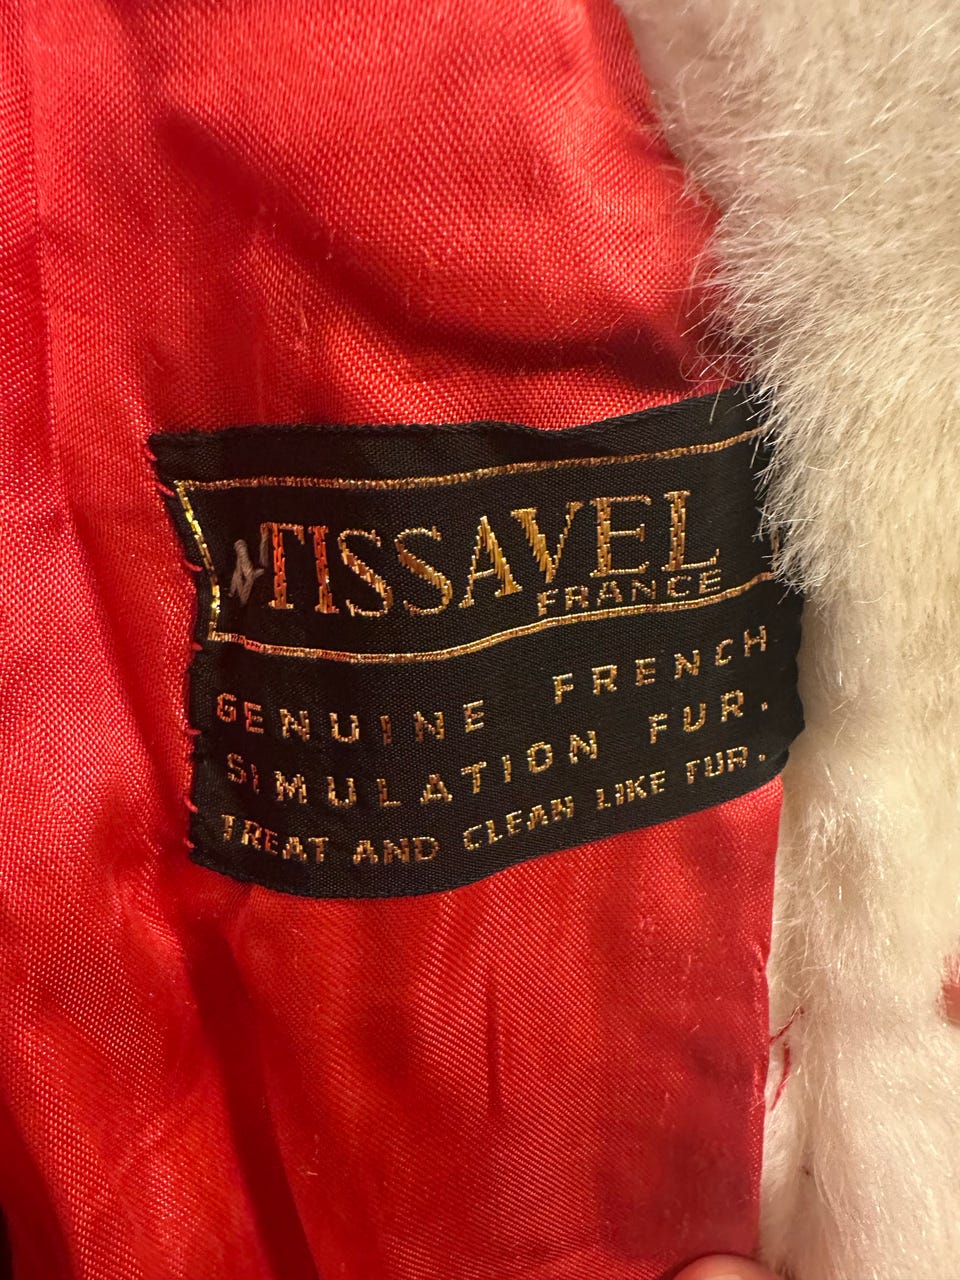 TISSAVEL
FRANCE
GENUINE FRENCH
SIMULATION FUR.
TREAT AND CLEAN LIKE FUR.